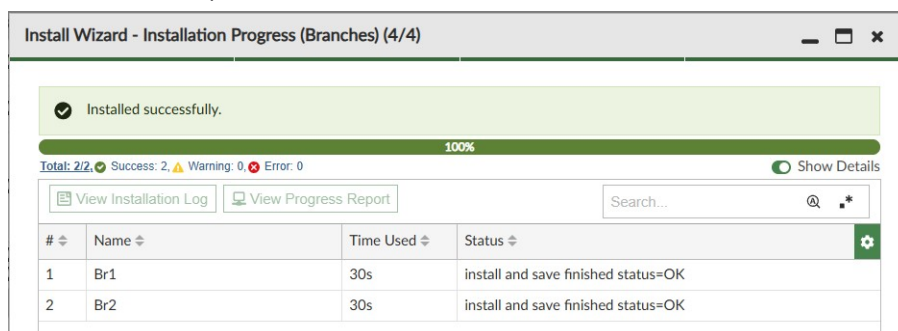 Install Wizard - Installation Progress (Branches) (4/4)
Installed successfully.
100%
Total: 2/2, Success: 2, Warning: 0, Error: 0
Show Details
View Installation Log View Progress Report Search...
# Name Time Used Status
1 Br1 30s install and save finished status=OK
2 Br2 30s install and save finished status=OK